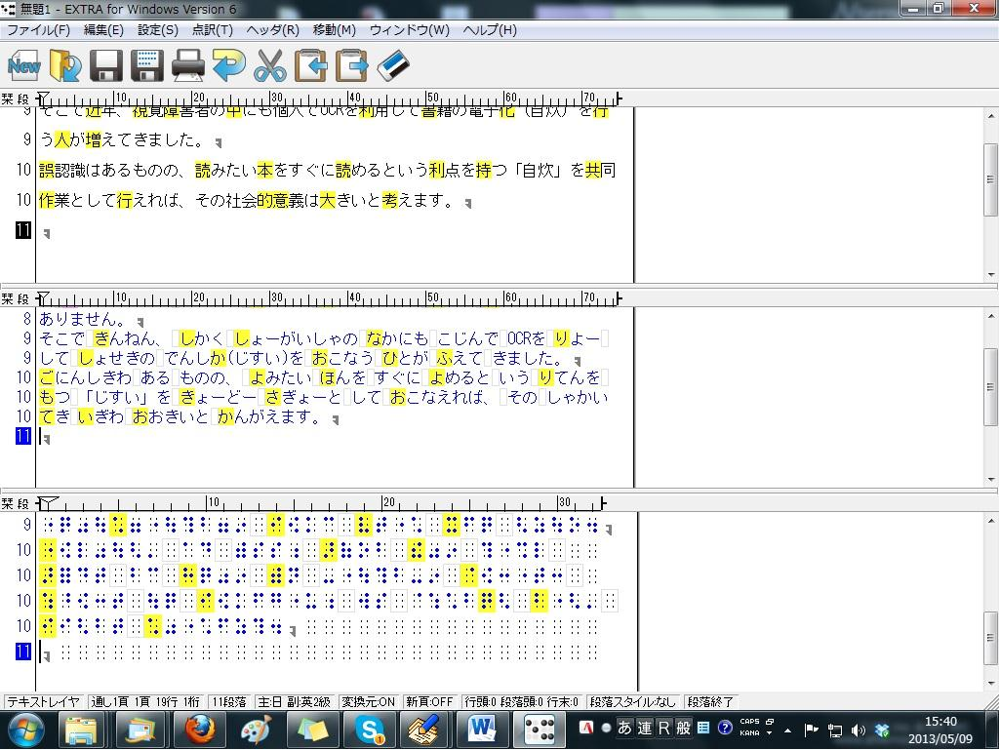 無題1 - EXTRA for Windows Version 6
ファイル(F) 編集(E) 設定(S) 点訳(T) ヘッダ(R) 移動(M) ウィンドウ(W) ヘルプ(H)
New
栞 段 10 20 30 40 50 60 70
9 そこで近年、視覚障害者の中にも個人でOCRを利用して書籍の電子化（自炊）を行
9 う人が増えてきました。
10 誤認識はあるものの、読みたい本をすぐに読めるという利点を持つ「自炊」を共同
10 作業として行えれば、その社会的意義は大きいと考えます。
11
栞 段 10 20 30 40 50 60 70
8 ありません。
9 そこで きんねん、 しかく しょーがいしゃの なかにも こじんで OCRを りよー
9 して しょせきの でんしか(じすい)を おこなう ひとが ふえて きました。
10 ごにんしきわ ある ものの、 よみたい ほんを すぐに よめると いう りてんを
10 もつ 「じすい」を きょーどー さぎょーと して おこなえれば、 その しゃかい
10 てき いぎわ おおきいと かんがえます。
11
栞 段 10 20 30
9
10
10
10
10
11
テキストレイヤ 通し1頁 1頁 19行 1桁 11段落 主:日 副:英2級 変換元:ON 新頁:OFF 行頭:0 段落頭:0 行末:0 段落スタイル:なし 段落終了
A あ 連 R 般 CAPS KANA 15:40
2013/05/09